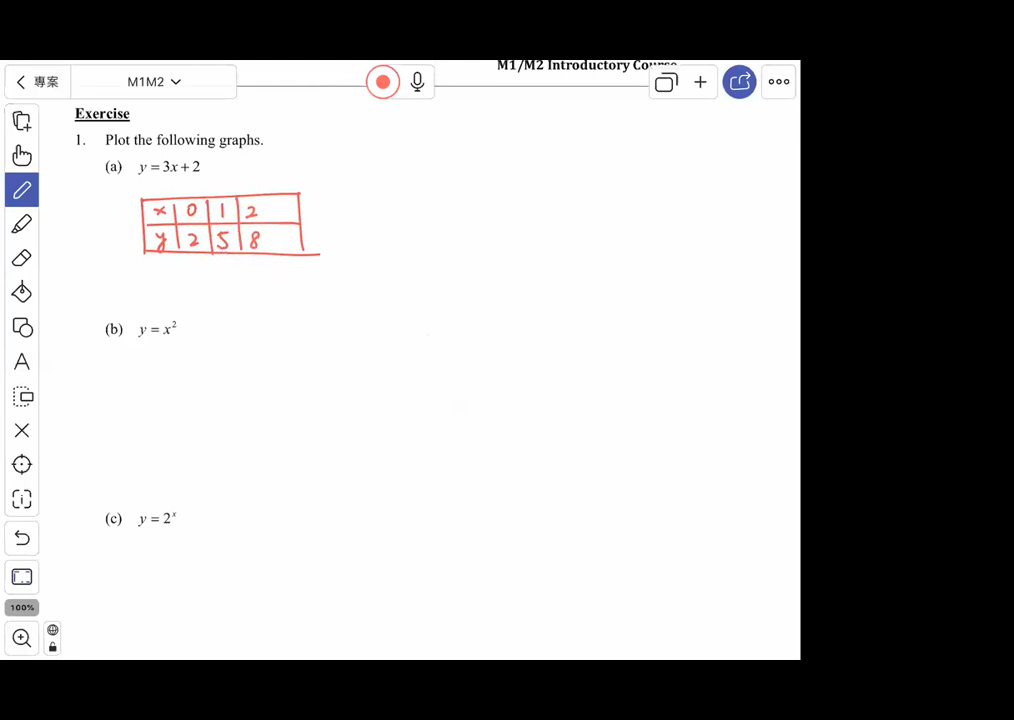 M1/M2 Introductory Course
專案
M1M2
Exercise
1. Plot the following graphs.
(a) y = 3x + 2
x 0 1 2
y 2 5 8
(b) y = x²
(c) y = 2ˣ
A
100%